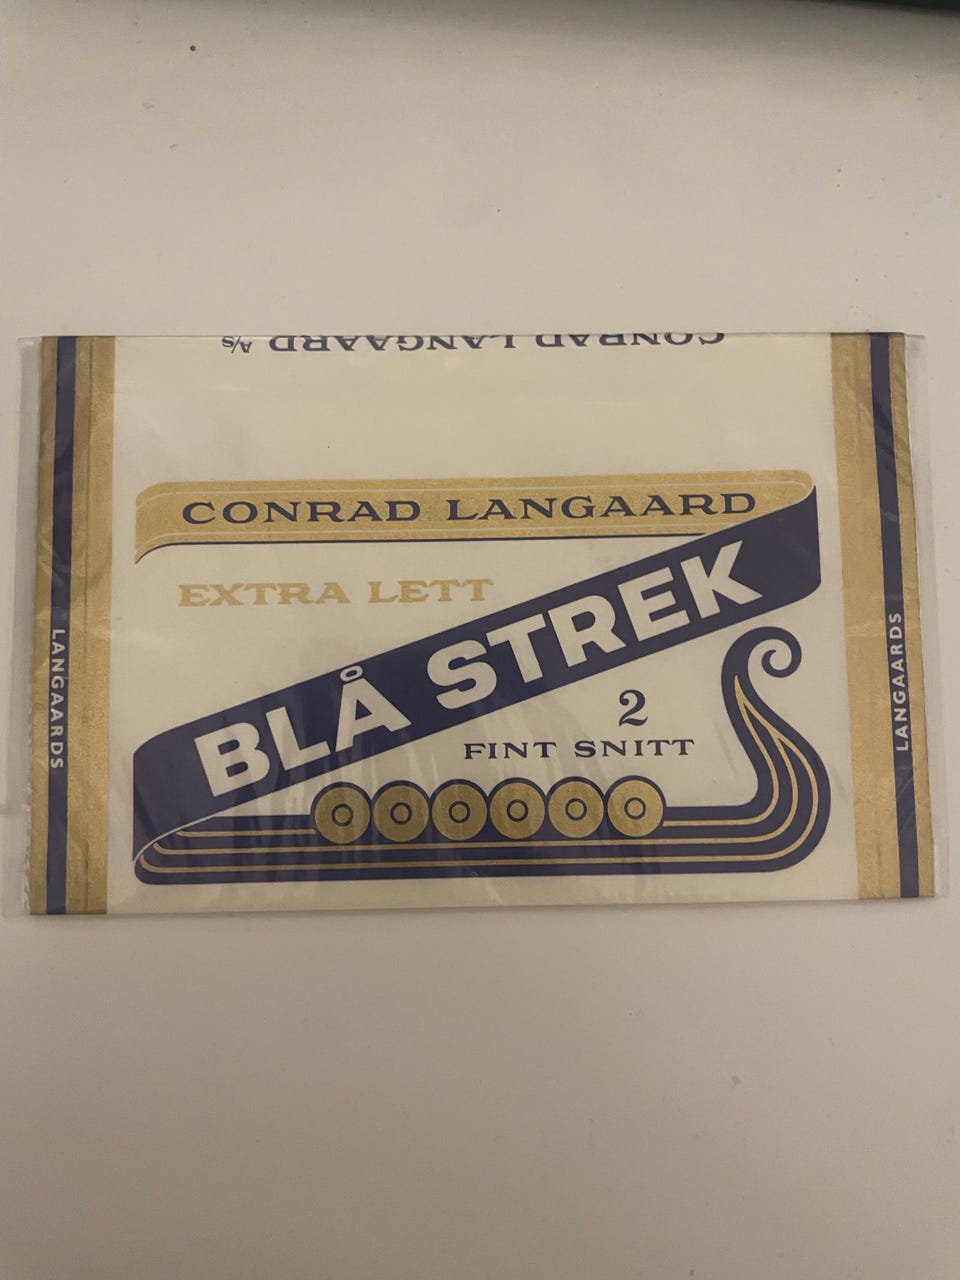 CONRAD LANGAARD A/S
CONRAD LANGAARD
EXTRA LETT
BLÅ STREK
2
FINT SNITT
LANGAARDS
LANGAARDS